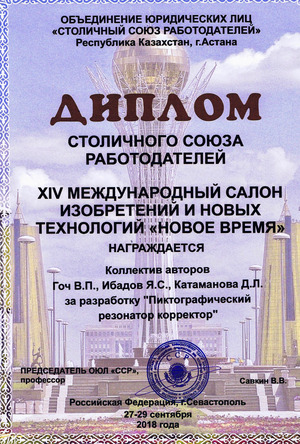 ОБЪЕДИНЕНИЕ ЮРИДИЧЕСКИХ ЛИЦ
«СТОЛИЧНЫЙ СОЮЗ РАБОТОДАТЕЛЕЙ»
Республика Казахстан, г.Астана
ДИПЛОМ
СТОЛИЧНОГО СОЮЗА
РАБОТОДАТЕЛЕЙ
XIV МЕЖДУНАРОДНЫЙ САЛОН
ИЗОБРЕТЕНИЙ И НОВЫХ
ТЕХНОЛОГИЙ «НОВОЕ ВРЕМЯ»
НАГРАЖДАЕТСЯ
Коллектив авторов
Гоч В.П., Ибадов Я.С., Катаманова Д.Л.
за разработку "Пиктографический
резонатор корректор"
ПРЕДСЕДАТЕЛЬ ОЮЛ «ССР»,
профессор Савкин В.В.
Российская Федерация, г.Севастополь
27-29 сентября
2018 года